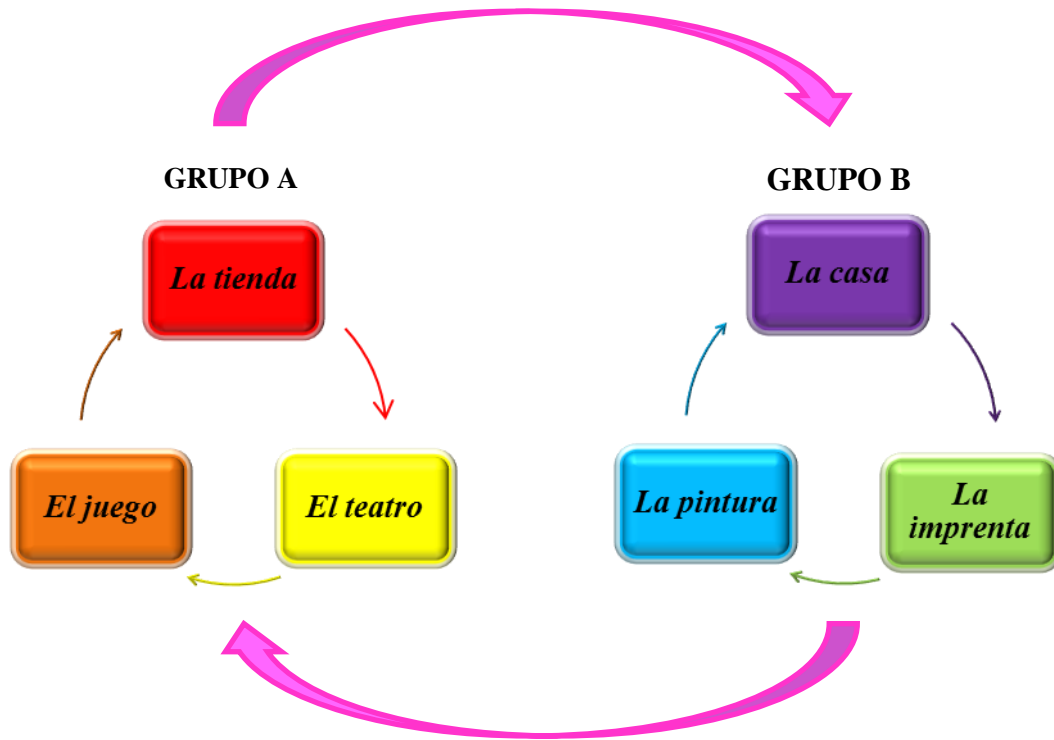 GRUPO A
La tienda
El teatro
El juego
GRUPO B
La casa
La
imprenta
La pintura